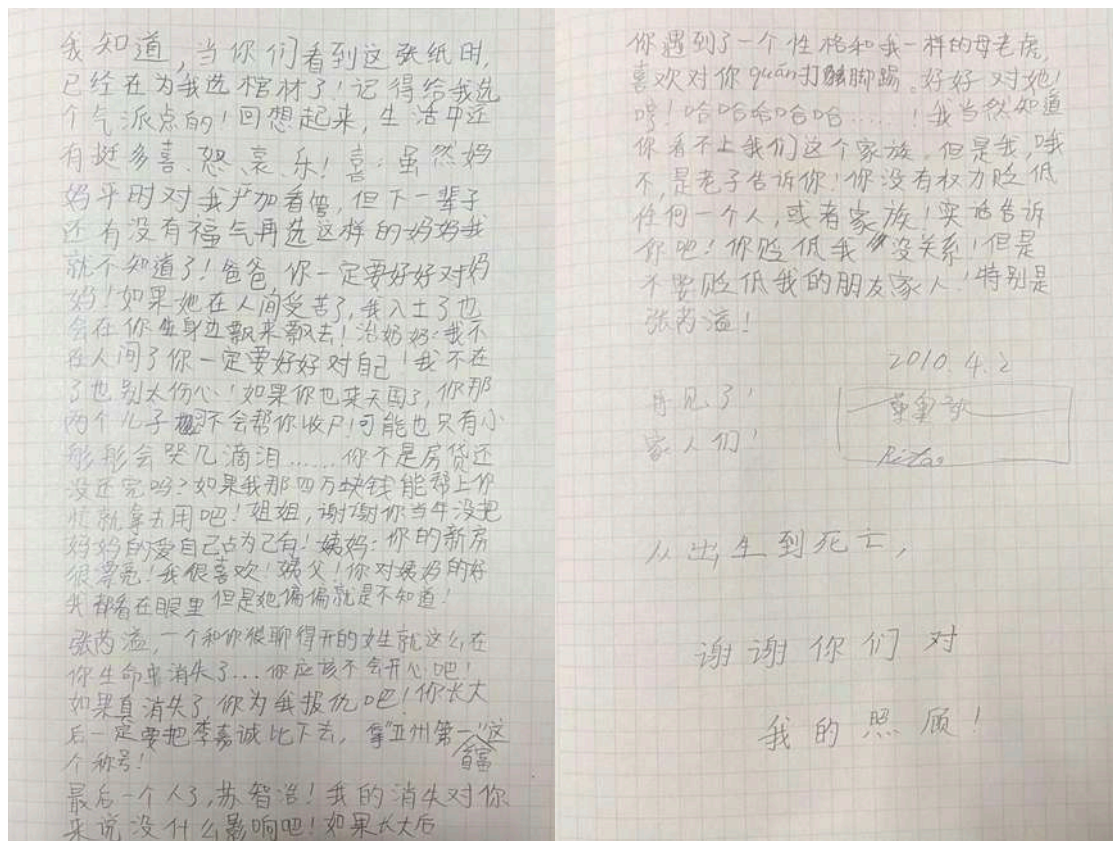 我知道，当你们看到这张纸时，
已经在为我选棺材了！记得给我选
个气派点的！回想起来，生活中还
有挺多喜、怒、哀、乐！喜：虽然妈
妈平时对我严加看管，但下一辈子
还有没有福气再选这样的妈妈我
就不知道了！爸爸，你一定要好好对妈
妈！如果她在人间受苦了，我入土了也
会在你身边飘来飘去！治奶奶：我不
在人间了你一定要好好对自己！我不在
了也别太伤心！如果你也来天国了，你那
两个儿子不会帮你收尸！可能也只有小
彤彤会哭几滴泪……你不是房贷还
没还完吗？如果我那四万块钱能帮上你
忙就拿去用吧！姐姐，谢谢你当年没把
妈妈的爱自己占为己有！姨妈：你的新房
很漂亮！我很喜欢！姨父！你对姨妈的好
我都看在眼里 但是她偏偏就是不知道！
张芮溢，一个和你很聊得开的女生就这么在
你生命中消失了...你应该不会开心吧！
如果真消失了 你为我报仇吧！你长大
后一定要把李嘉诚比下去，拿"亚州第一首富"这
个称号！
最后一个人了，苏智浩！我的消失对你
来说没什么影响吧！如果长大后
你遇到了一个性格和我一样的母老虎，
喜欢对你quán打脚踢。好好对她！
哼！哈哈哈哈哈……！我当然知道
你看不上我们这个家族。但是我，哦
不，是老子告诉你！你没有权力贬低
任何一个人，或者家族！实话告诉
你吧！你贬低我没关系！但是
不要贬低我的朋友家人！特别是
张芮溢！
2010.4.2
再见了！
家人们！
Rita
从出生到死亡，
谢谢你们对
我的照顾！